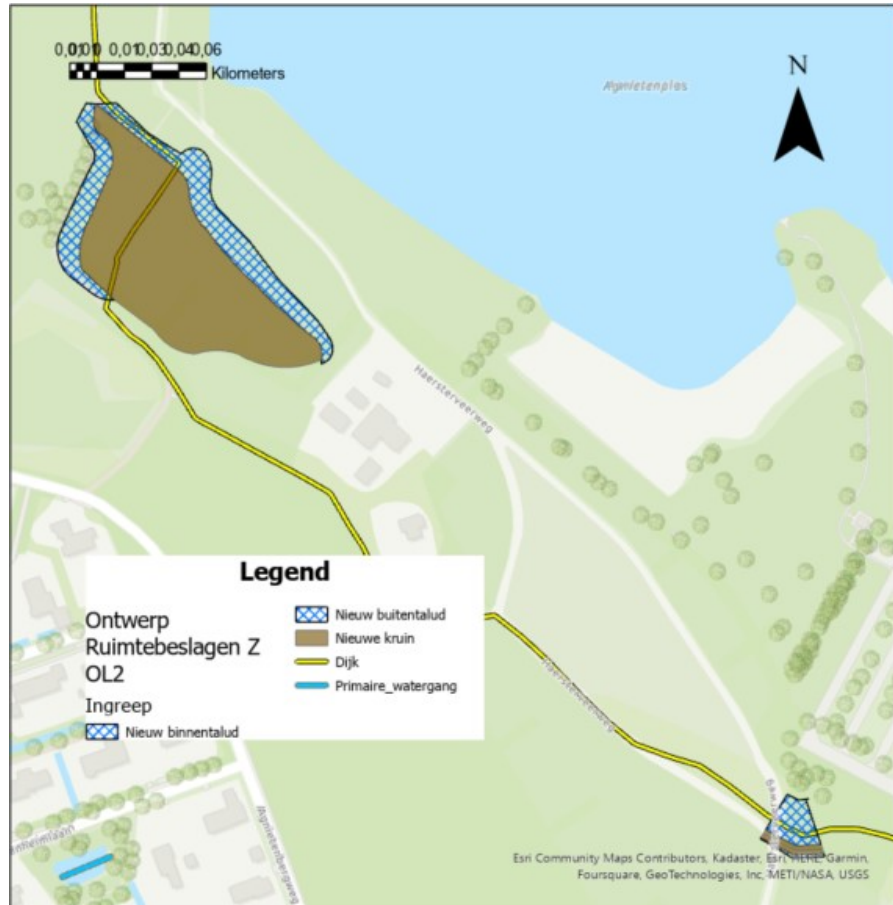 0,01 0,03 0,04 0,06
Kilometers
Agnietenplas
N
Haersterveerweg
Legend
Ontwerp
Ruimtebeslagen Z
OL2
Ingreep
Nieuw binnentalud
Nieuw buitentalud
Nieuwe kruin
Dijk
Primaire_watergang
Haersterveerweg
Agnietenbergweg
Esri Community Maps Contributors, Kadaster, Esri, HERE, Garmin,
Foursquare, GeoTechnologies, Inc, METI/NASA, USGS